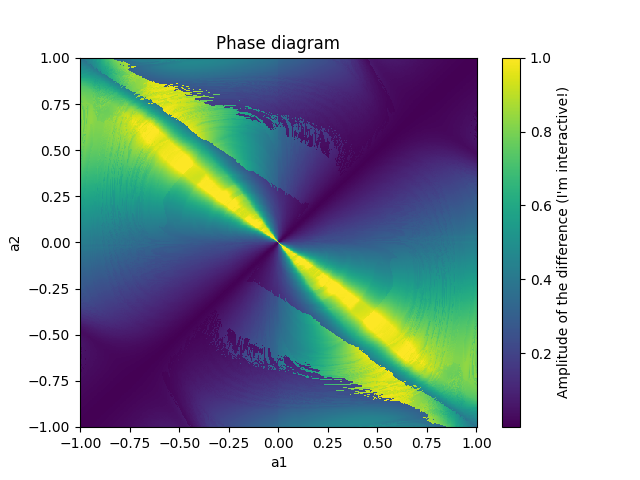 Phase diagram
1.00
0.75
0.50
0.25
0.00
−0.25
−0.50
−0.75
−1.00
a2
−1.00 −0.75 −0.50 −0.25 0.00 0.25 0.50 0.75 1.00
a1
1.0
0.8
0.6
0.4
0.2
Amplitude of the difference (I'm interactive!)